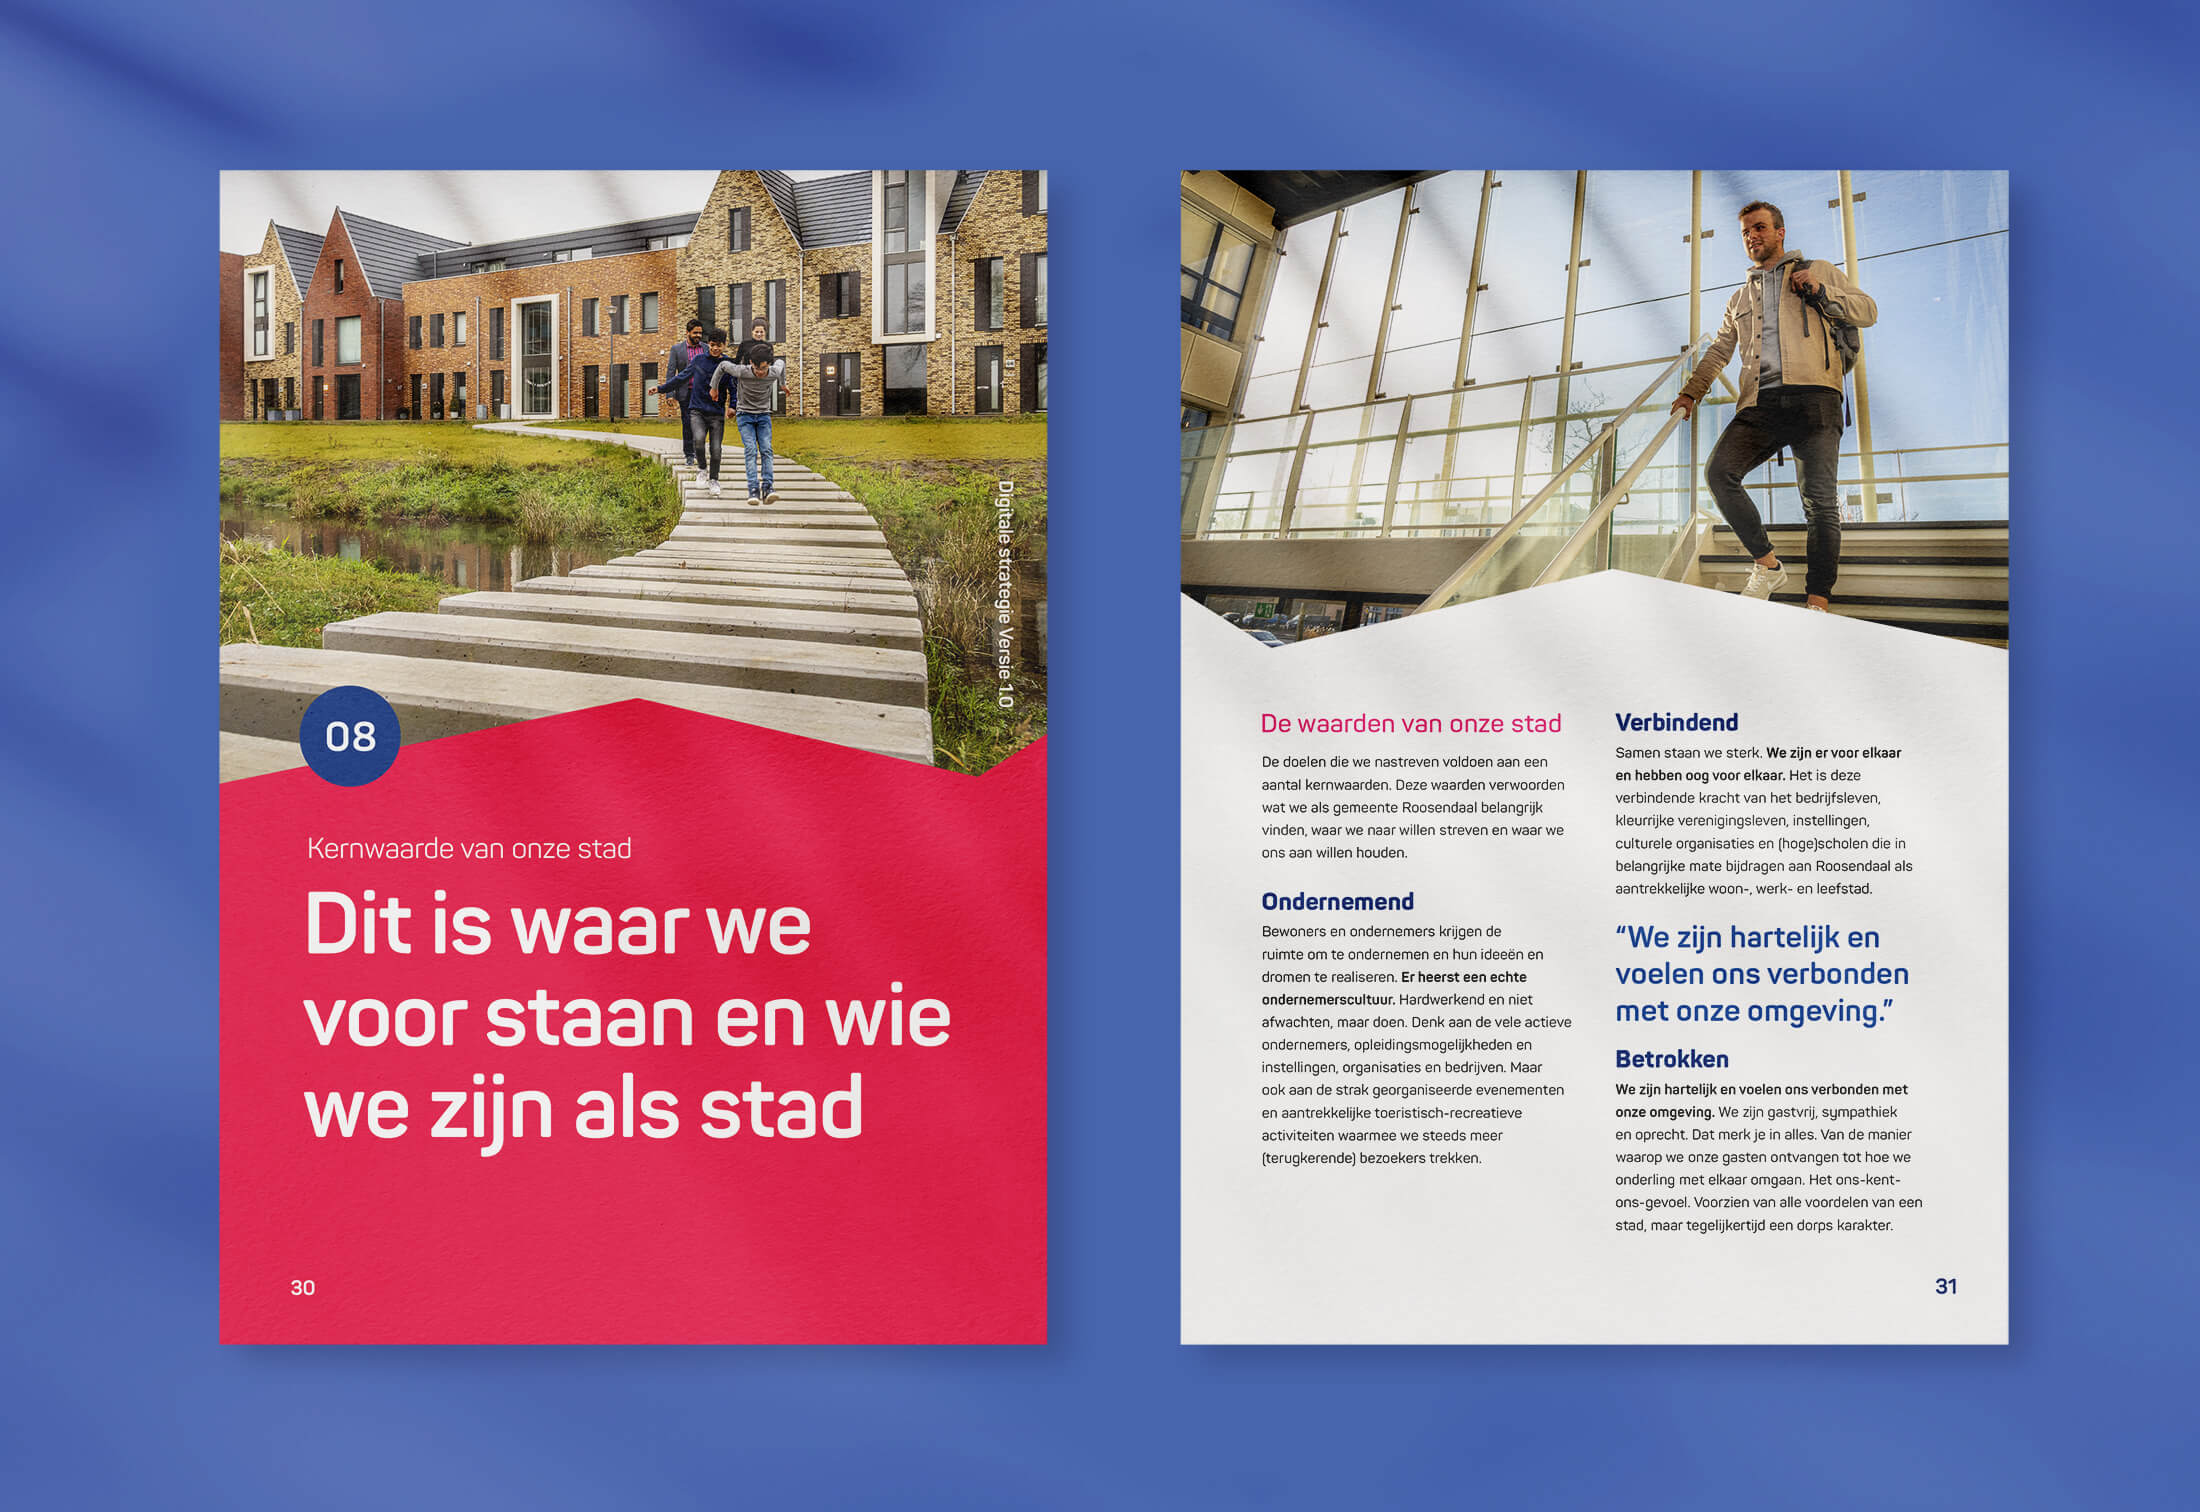 Digitale strategie Versie 1.0
08
Kernwaarde van onze stad
Dit is waar we
voor staan en wie
we zijn als stad
30
De waarden van onze stad
De doelen die we nastreven voldoen aan een
aantal kernwaarden. Deze waarden verwoorden
wat we als gemeente Roosendaal belangrijk
vinden, waar we naar willen streven en waar we
ons aan willen houden.
Ondernemend
Bewoners en ondernemers krijgen de
ruimte om te ondernemen en hun ideeën en
dromen te realiseren. Er heerst een echte
ondernemerscultuur. Hardwerkend en niet
afwachten, maar doen. Denk aan de vele actieve
ondernemers, opleidingsmogelijkheden en
instellingen, organisaties en bedrijven. Maar
ook aan de strak georganiseerde evenementen
en aantrekkelijke toeristisch-recreatieve
activiteiten waarmee we steeds meer
(terugkerende) bezoekers trekken.
Verbindend
Samen staan we sterk. We zijn er voor elkaar
en hebben oog voor elkaar. Het is deze
verbindende kracht van het bedrijfsleven,
kleurrijke verenigingsleven, instellingen,
culturele organisaties en (hoge)scholen die in
belangrijke mate bijdragen aan Roosendaal als
aantrekkelijke woon-, werk- en leefstad.
“We zijn hartelijk en
voelen ons verbonden
met onze omgeving.”
Betrokken
We zijn hartelijk en voelen ons verbonden met
onze omgeving. We zijn gastvrij, sympathiek
en oprecht. Dat merk je in alles. Van de manier
waarop we onze gasten ontvangen tot hoe we
onderling met elkaar omgaan. Het ons-kent-
ons-gevoel. Voorzien van alle voordelen van een
stad, maar tegelijkertijd een dorps karakter.
31